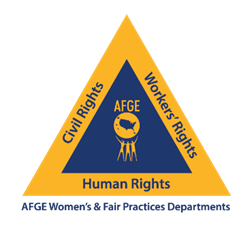 Civil Rights
Workers' Rights
AFGE
Human Rights
AFGE Women's & Fair Practices Departments